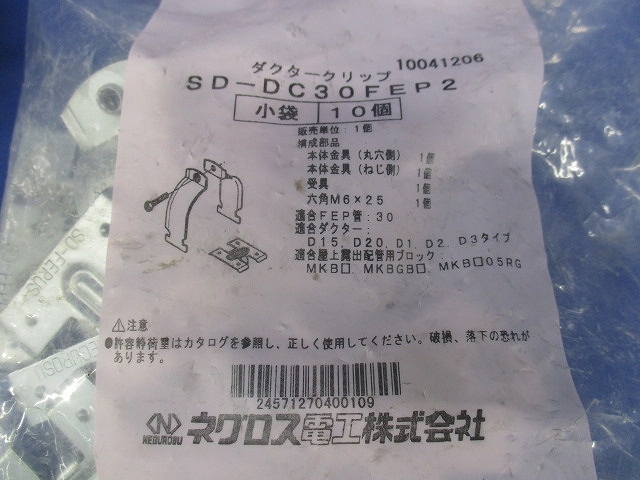 ダクタークリップ 10041206
SD-DC30FEP2
小袋 10個
販売単位:1個
構成部品
本体金具(丸穴側) 1個
本体金具(ねじ側) 1個
受具 1個
六角M6×25 1個
適合FEP管:30
適合ダクター:
D15, D20, D1, D2, D3タイプ
適合屋上露出配管用ブロック:
MKB□, MKBGB□, MKB□05RG
⚠注意
●許容静荷重はカタログを参照し、正しく使用してください。破損、落下の恐れが
あります。
24571270400109
N NEGUROSU ネグロス電工株式会社